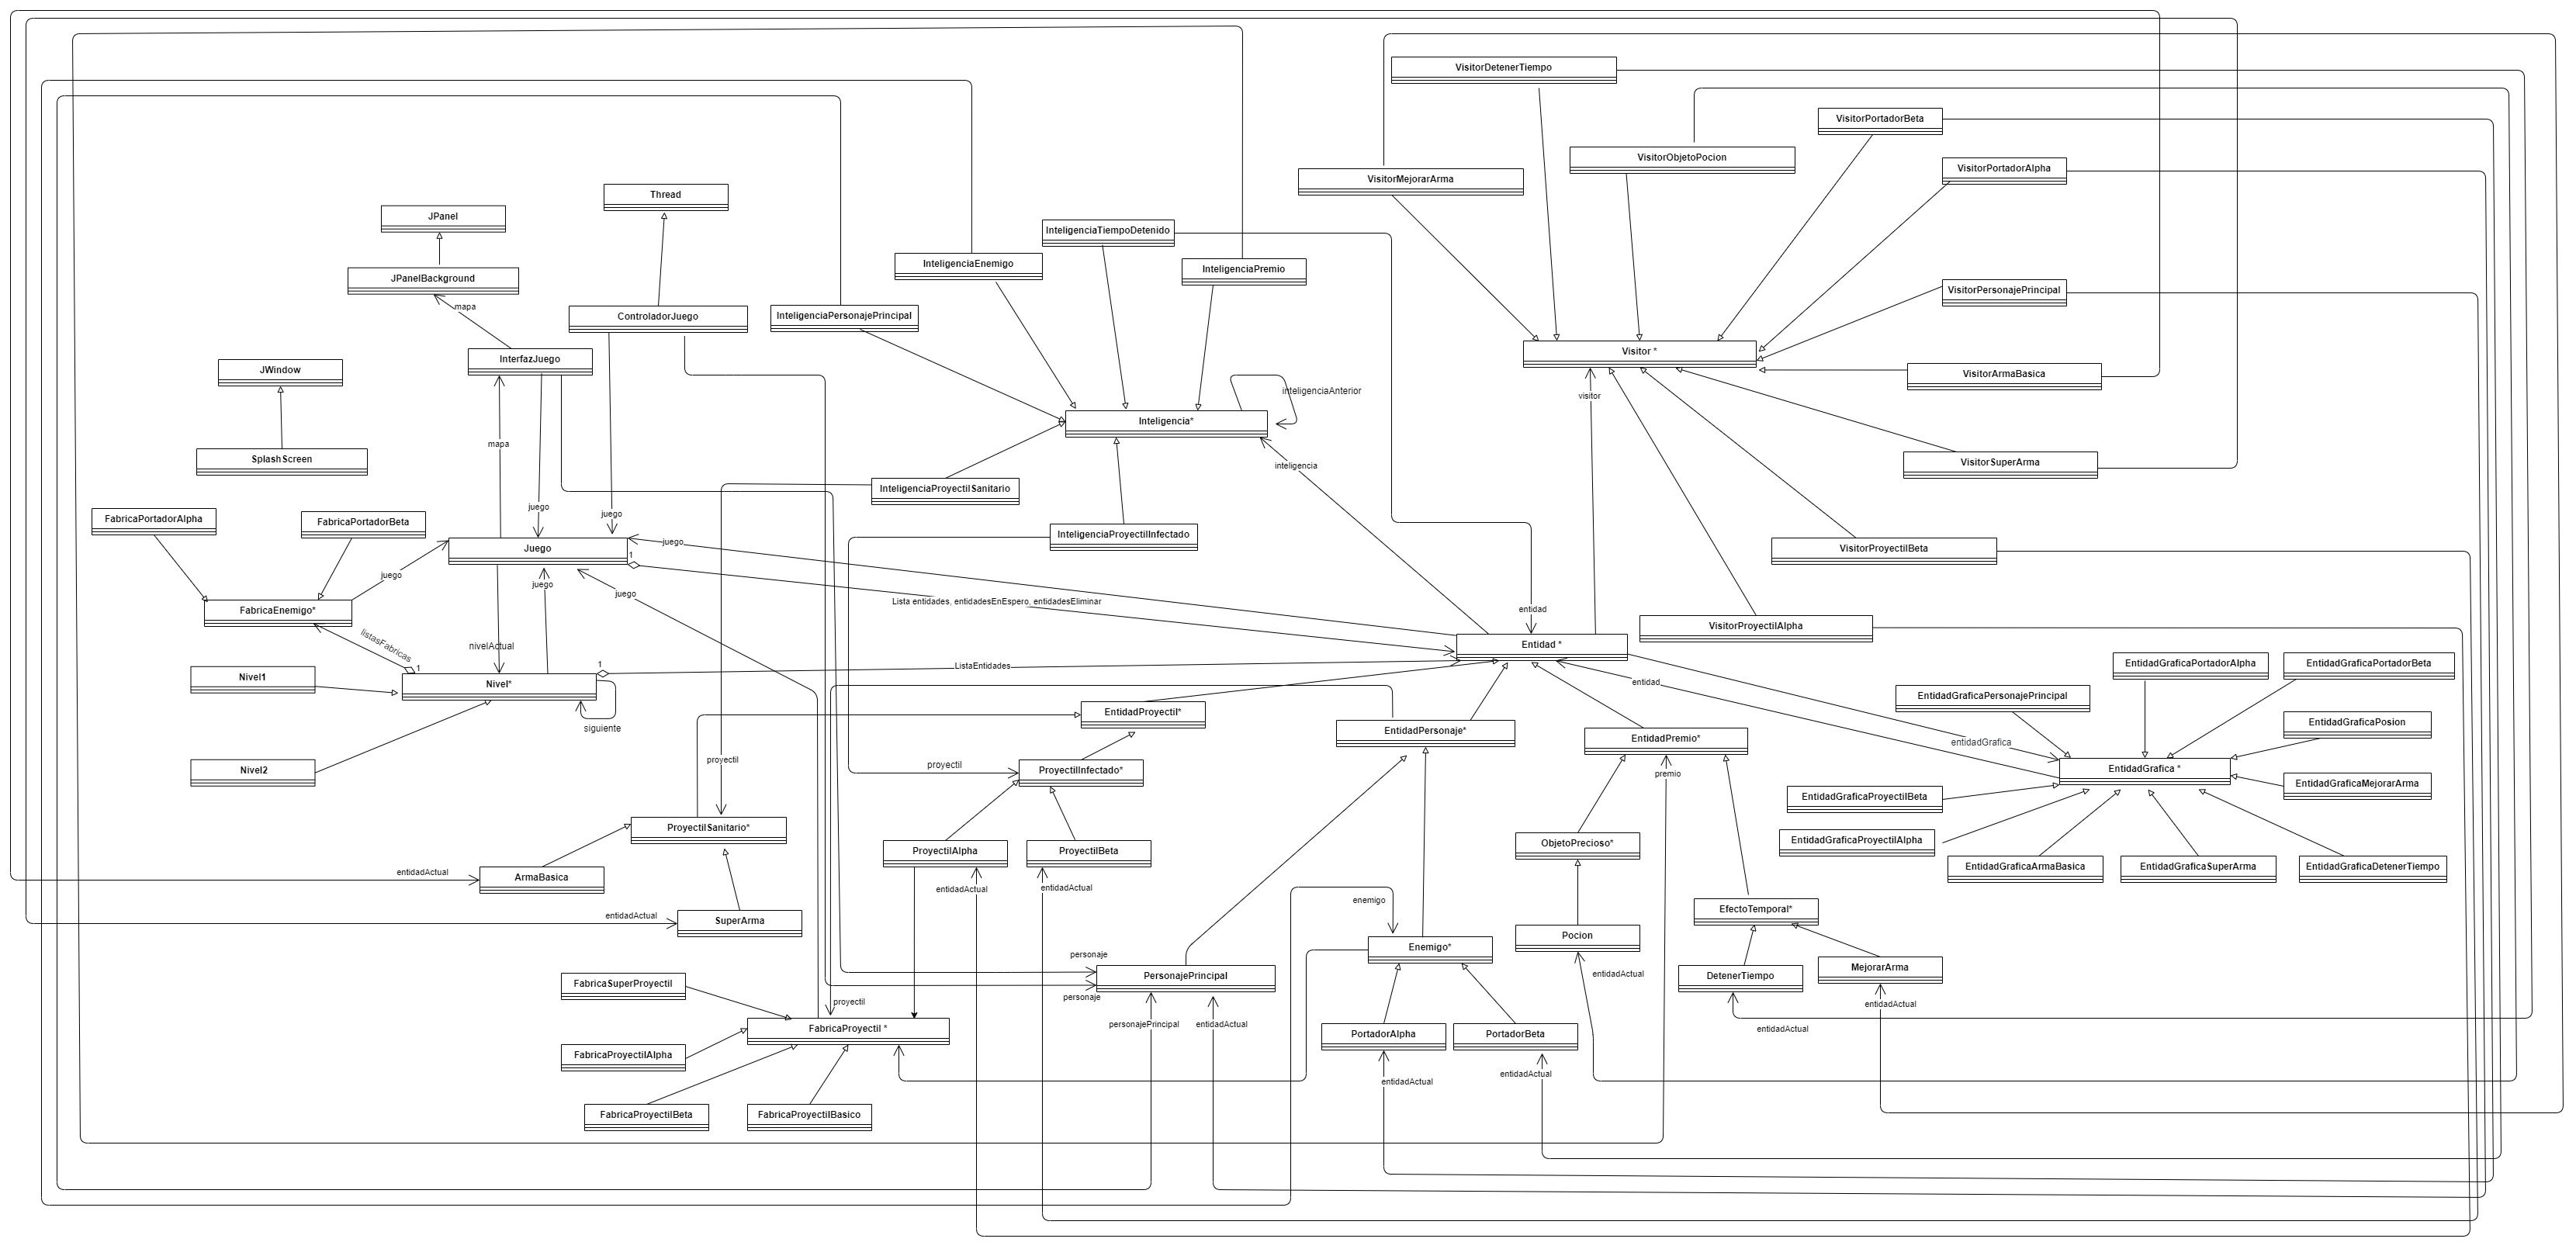 VisitorDetenerTiempo
VisitorPortadorBeta
VisitorObjetoPocion
VisitorPortadorAlpha
VisitorMejorarArma
Thread
JPanel
InteligenciaTiempoDetenido
InteligenciaEnemigo
InteligenciaPremio
JPanelBackground
VisitorPersonajePrincipal
mapa
ControladorJuego
InteligenciaPersonajePrincipal
InterfazJuego
Visitor *
JWindow
VisitorArmaBasica
inteligenciaAnterior
visitor
Inteligencia*
mapa
SplashScreen
inteligencia
VisitorSuperArma
InteligenciaProyectilSanitario
juego
juego
FabricaPortadorAlpha
FabricaPortadorBeta
InteligenciaProyectilInfectado
juego
Juego
1
VisitorProyectilBeta
juego
juego
juego
Lista entidades, entidadesEnEspero, entidadesEliminar
FabricaEnemigo*
entidad
VisitorProyectilAlpha
listasFabricas
nivelActual
Entidad *
1
1
ListaEntidades
EntidadGraficaPortadorAlpha
EntidadGraficaPortadorBeta
Nivel1
Nivel*
entidad
EntidadGraficaPersonajePrincipal
EntidadProyectil*
EntidadGraficaPosion
siguiente
EntidadPersonaje*
EntidadPremio*
entidadGrafica
proyectil
proyectil
Nivel2
ProyectilInfectado*
premio
EntidadGrafica *
EntidadGraficaMejorarArma
EntidadGraficaProyectilBeta
ProyectilSanitario*
ObjetoPrecioso*
EntidadGraficaProyectilAlpha
ProyectilAlpha
ProyectilBeta
EntidadGraficaArmaBasica
EntidadGraficaSuperArma
EntidadGraficaDetenerTiempo
entidadActual
ArmaBasica
entidadActual
entidadActual
enemigo
EfectoTemporal*
entidadActual
SuperArma
Pocion
Enemigo*
personaje
MejorarArma
PersonajePrincipal
entidadActual
DetenerTiempo
FabricaSuperProyectil
personaje
proyectil
entidadActual
personajePrincipal
entidadActual
FabricaProyectil *
PortadorAlpha
PortadorBeta
entidadActual
FabricaProyectilAlpha
entidadActual
entidadActual
FabricaProyectilBeta
FabricaProyectilBasico